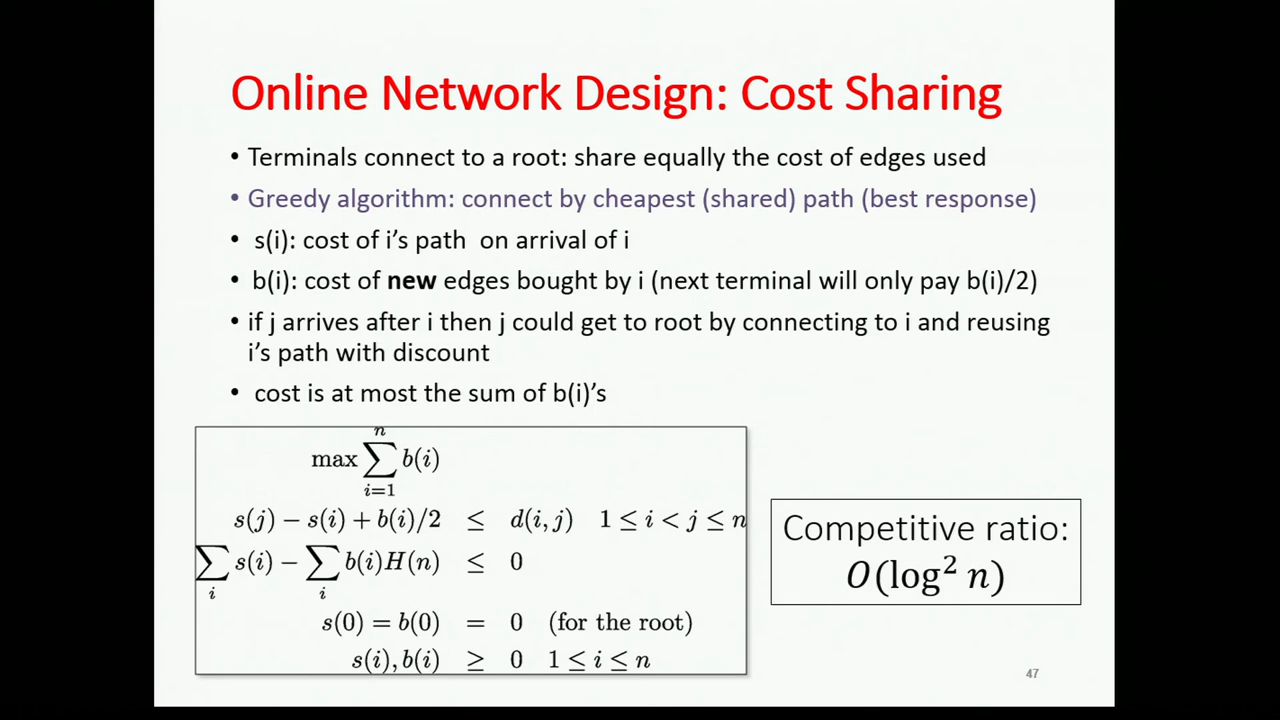 Online Network Design: Cost Sharing
• Terminals connect to a root: share equally the cost of edges used
• Greedy algorithm: connect by cheapest (shared) path (best response)
• s(i): cost of i's path on arrival of i
• b(i): cost of new edges bought by i (next terminal will only pay b(i)/2)
• if j arrives after i then j could get to root by connecting to i and reusing
i's path with discount
• cost is at most the sum of b(i)'s
max ∑_{i=1}^{n} b(i)
s(j) − s(i) + b(i)/2 ≤ d(i, j) 1 ≤ i < j ≤ n
∑_i s(i) − ∑_i b(i)H(n) ≤ 0
s(0) = b(0) = 0 (for the root)
s(i), b(i) ≥ 0 1 ≤ i ≤ n
Competitive ratio:
O(log² n)
47